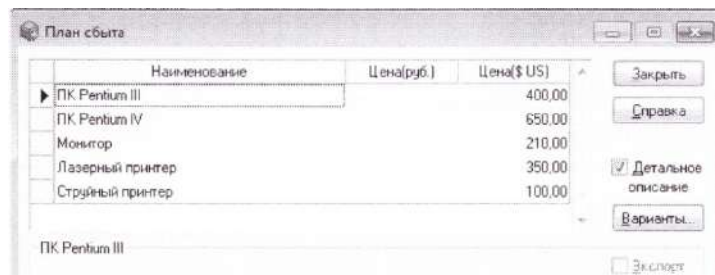 План сбыта
Наименование Цена(руб.) Цена($ US)
ПК Pentium III 400,00
ПК Pentium IV 650,00
Монитор 210,00
Лазерный принтер 350,00
Струйный принтер 100,00
Закрыть
Справка
Детальное
описание
Варианты...
ПК Pentium III
Экспорт